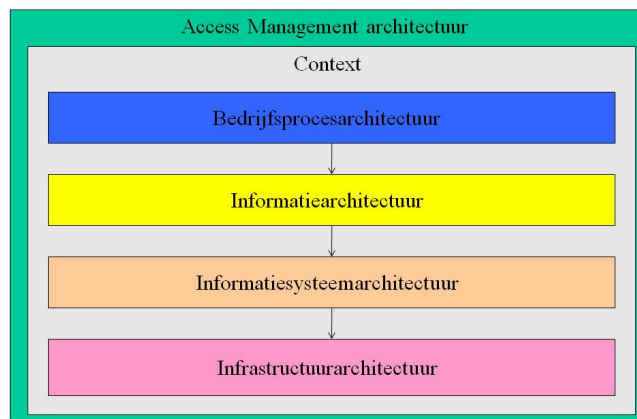 Access Management architectuur
Context
Bedrijfsprocesarchitectuur
Informatiearchitectuur
Informatiesysteemarchitectuur
Infrastructuurarchitectuur